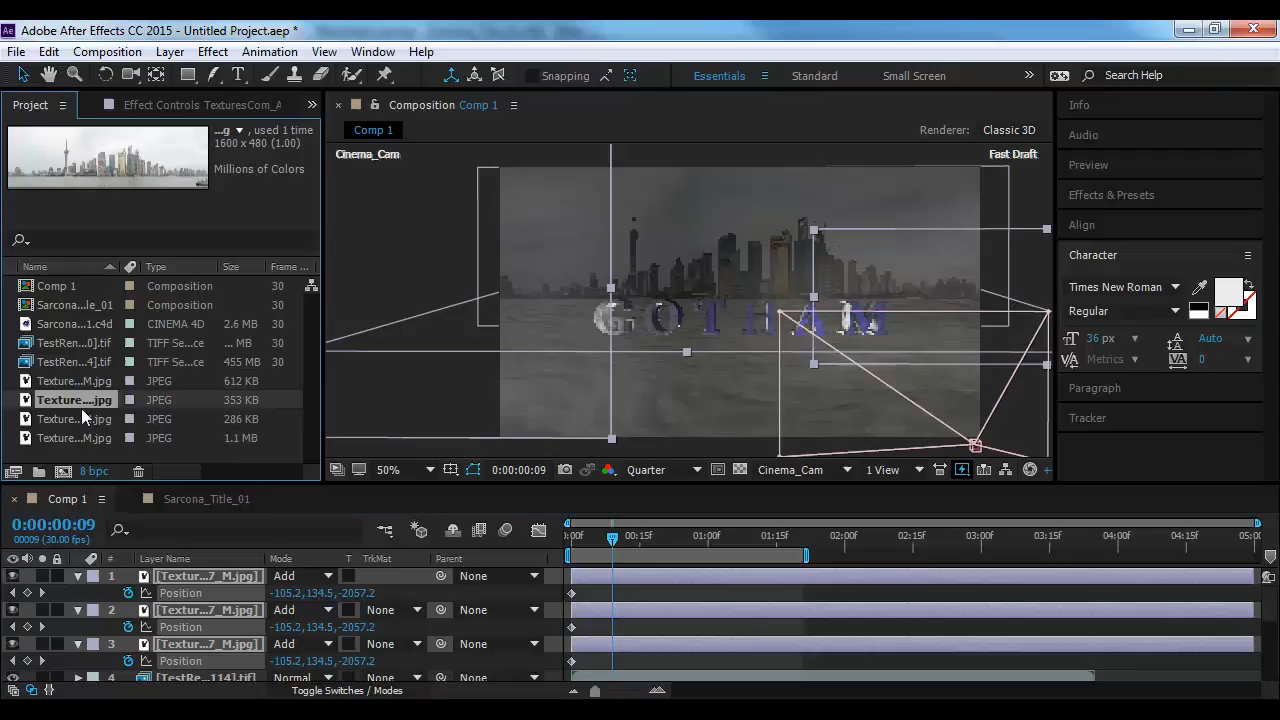 Ae Adobe After Effects CC 2015 - Untitled Project.aep *
File Edit Composition Layer Effect Animation View Window Help
T Snapping Essentials Standard Small Screen Search Help
Project Effect Controls TexturesCom_A
...g ▼, used 1 time
1600 x 480 (1.00)
Millions of Colors
Name Type Size Frame ...
Comp 1 Composition 30
Sarcona...le_01 Composition 30
Sarcona...1.c4d CINEMA 4D 2.6 MB
TestRen...0].tif TIFF Se...ce ... MB 30
TestRen...4].tif TIFF Se...ce 455 MB 30
Texture...M.jpg JPEG 612 KB
Texture....jpg JPEG 353 KB
Texture...jpg JPEG 286 KB
Texture...M.jpg JPEG 1.1 MB
8 bpc
Composition Comp 1
Comp 1 Renderer: Classic 3D
Cinema_Cam Fast Draft
GOTHAM
50% 0:00:00:09 Quarter Cinema_Cam 1 View
Info
Audio
Preview
Effects & Presets
Align
Character
Times New Roman
Regular
36 px Auto
Metrics 0
Paragraph
Tracker
Comp 1 Sarcona_Title_01
0:00:00:09
00009 (30.00 fps)
:00f 00:15f 01:00f 01:15f 02:00f 02:15f 03:00f 03:15f 04:00f 04:15f 05:00
# Layer Name Mode T TrkMat Parent
1 [Textur...7_M.jpg] Add None
Position -105.2,134.5,-2057.2
2 [Textur...7_M.jpg] Add None None
Position -105.2,134.5,-2057.2
3 [Textur...7_M.jpg] Add None None
Position -105.2,134.5,-2057.2
4 [TestRe...114].tif] Normal None None
Toggle Switches / Modes